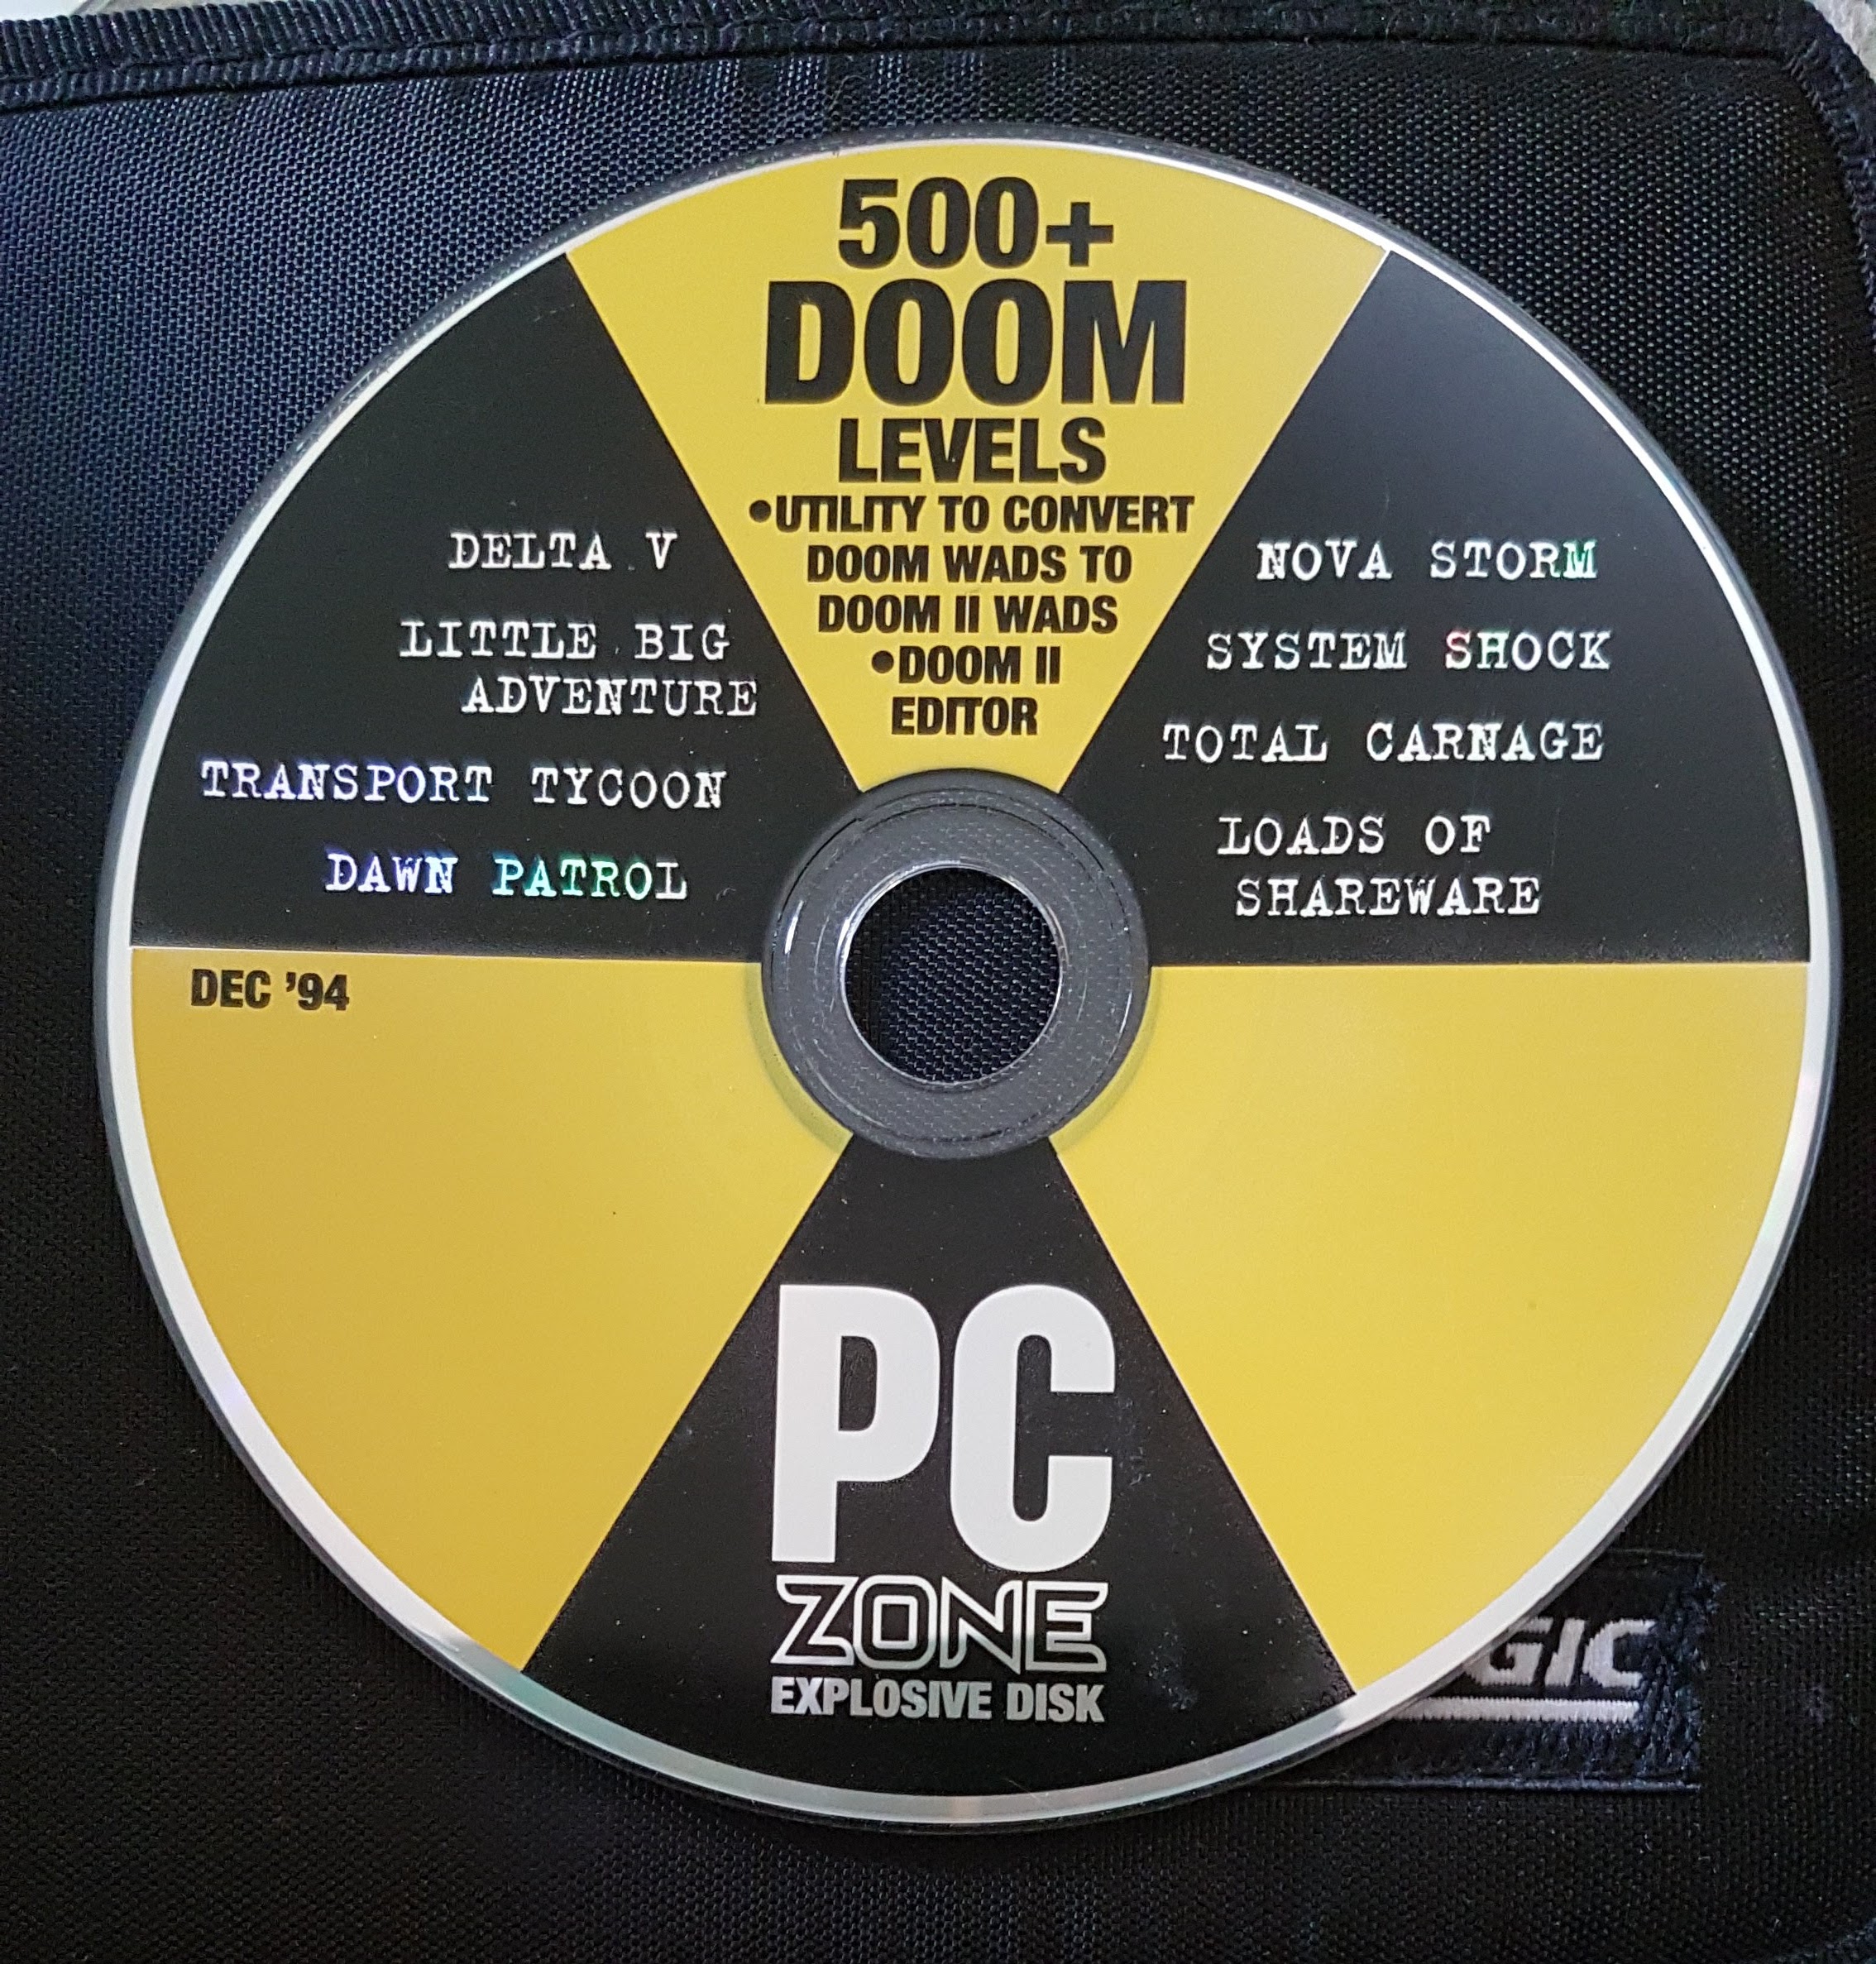 500+
DOOM
LEVELS
•UTILITY TO CONVERT
DOOM WADS TO
DOOM II WADS
•DOOM II
EDITOR
DELTA V
LITTLE BIG
ADVENTURE
TRANSPORT TYCOON
DAWN PATROL
NOVA STORM
SYSTEM SHOCK
TOTAL CARNAGE
LOADS OF
SHAREWARE
DEC '94
PC
ZONE
EXPLOSIVE DISK